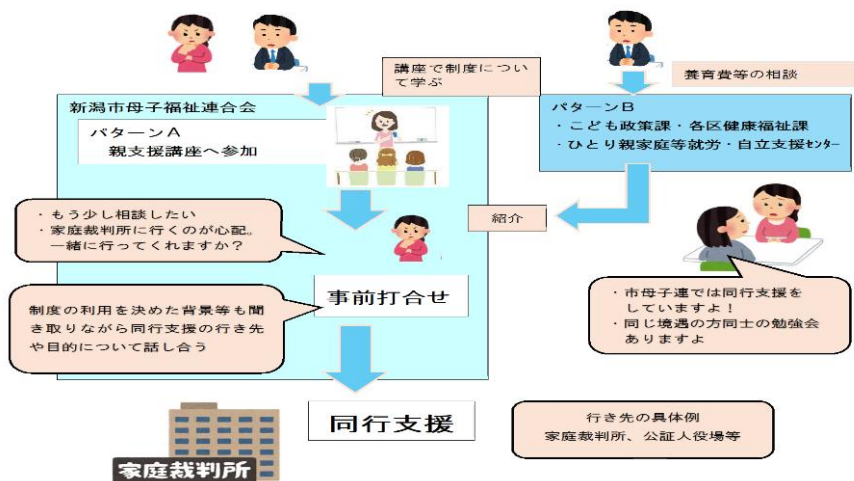 講座で制度につい
て学ぶ
養育費等の相談
新潟市母子福祉連合会
パターンA
親支援講座へ参加
パターンB
・こども政策課・各区健康福祉課
・ひとり親家庭等就労・自立支援ｾﾝﾀｰ
・もう少し相談したい
・家庭裁判所に行くのが心配。
一緒に行ってくれますか？
紹介
事前打合せ
制度の利用を決めた背景等も聞
き取りながら同行支援の行き先
や目的について話し合う
・市母子連では同行支援を
していますよ！
・同じ境遇の方同士の勉強会
ありますよ
同行支援
行き先の具体例
家庭裁判所、公証人役場等
家庭裁判所